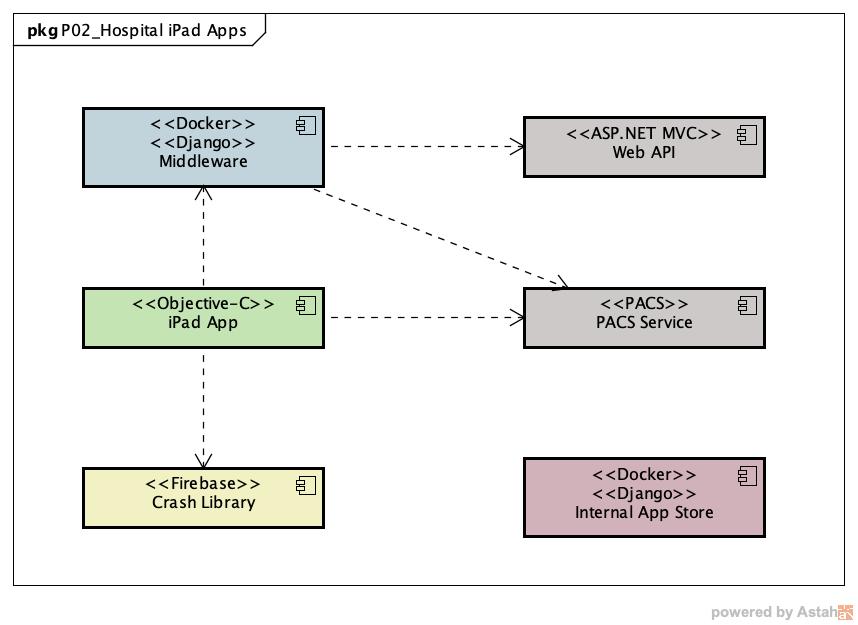 pkg P02_Hospital iPad Apps
<<Docker>>
<<Django>>
Middleware
<<ASP.NET MVC>>
Web API
<<Objective-C>>
iPad App
<<PACS>>
PACS Service
<<Firebase>>
Crash Library
<<Docker>>
<<Django>>
Internal App Store
powered by Astah